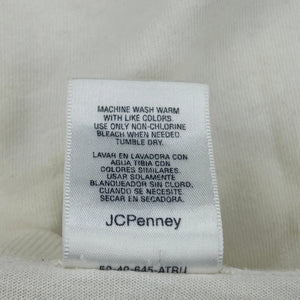 MACHINE WASH WARM
WITH LIKE COLORS.
USE ONLY NON-CHLORINE
BLEACH WHEN NEEDED.
TUMBLE DRY.
LAVAR EN LAVADORA CON
AGUA TIBIA CON
COLORES SIMILARES.
USAR SOLAMENTE
BLANQUEADOR SIN CLORO,
CUANDO SE NECESITE
SECAR EN SECADORA.
JCPenney